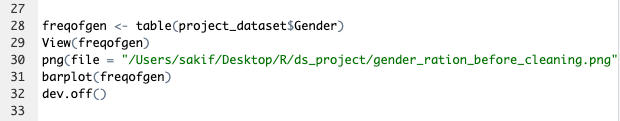 27
28 freqofgen <- table(project_dataset$Gender)
29 View(freqofgen)
30 png(file = "/Users/sakif/Desktop/R/ds_project/gender_ration_before_cleaning.png"
31 barplot(freqofgen)
32 dev.off()
33